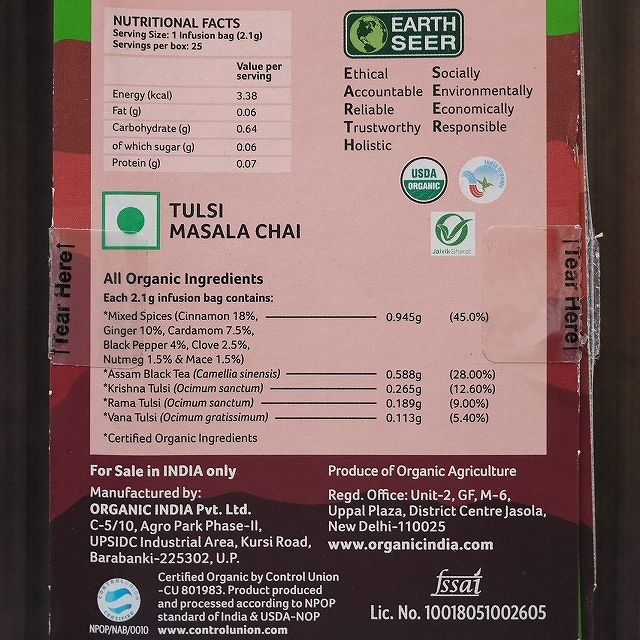 NUTRITIONAL FACTS
Serving Size: 1 Infusion bag (2.1g)
Servings per box: 25
Value per
serving
Energy (kcal) 3.38
Fat (g) 0.06
Carbohydrate (g) 0.64
of which sugar (g) 0.06
Protein (g) 0.07
EARTH
SEER
Ethical Socially
Accountable Environmentally
Reliable Economically
Trustworthy Responsible
Holistic
USDA
ORGANIC
India Organic
Jaivik Bharat
TULSI
MASALA CHAI
Tear Here
Tear Here
All Organic Ingredients
Each 2.1g infusion bag contains:
*Mixed Spices (Cinnamon 18%, 0.945g (45.0%)
Ginger 10%, Cardamom 7.5%,
Black Pepper 4%, Clove 2.5%,
Nutmeg 1.5% & Mace 1.5%)
*Assam Black Tea (Camellia sinensis) 0.588g (28.00%)
*Krishna Tulsi (Ocimum sanctum) 0.265g (12.60%)
*Rama Tulsi (Ocimum sanctum) 0.189g (9.00%)
*Vana Tulsi (Ocimum gratissimum) 0.113g (5.40%)
*Certified Organic Ingredients
For Sale in INDIA only
Manufactured by:
ORGANIC INDIA Pvt. Ltd.
C-5/10, Agro Park Phase-II,
UPSIDC Industrial Area, Kursi Road,
Barabanki-225302, U.P.
Produce of Organic Agriculture
Regd. Office: Unit-2, GF, M-6,
Uppal Plaza, District Centre Jasola,
New Delhi-110025
www.organicindia.com
CONTROL UNION
CERTIFIED
NPOP/NAB/0010
Certified Organic by Control Union
-CU 801983. Product produced
and processed according to NPOP
standard of India & USDA-NOP
www.controlunion.com
fssai
Lic. No. 10018051002605